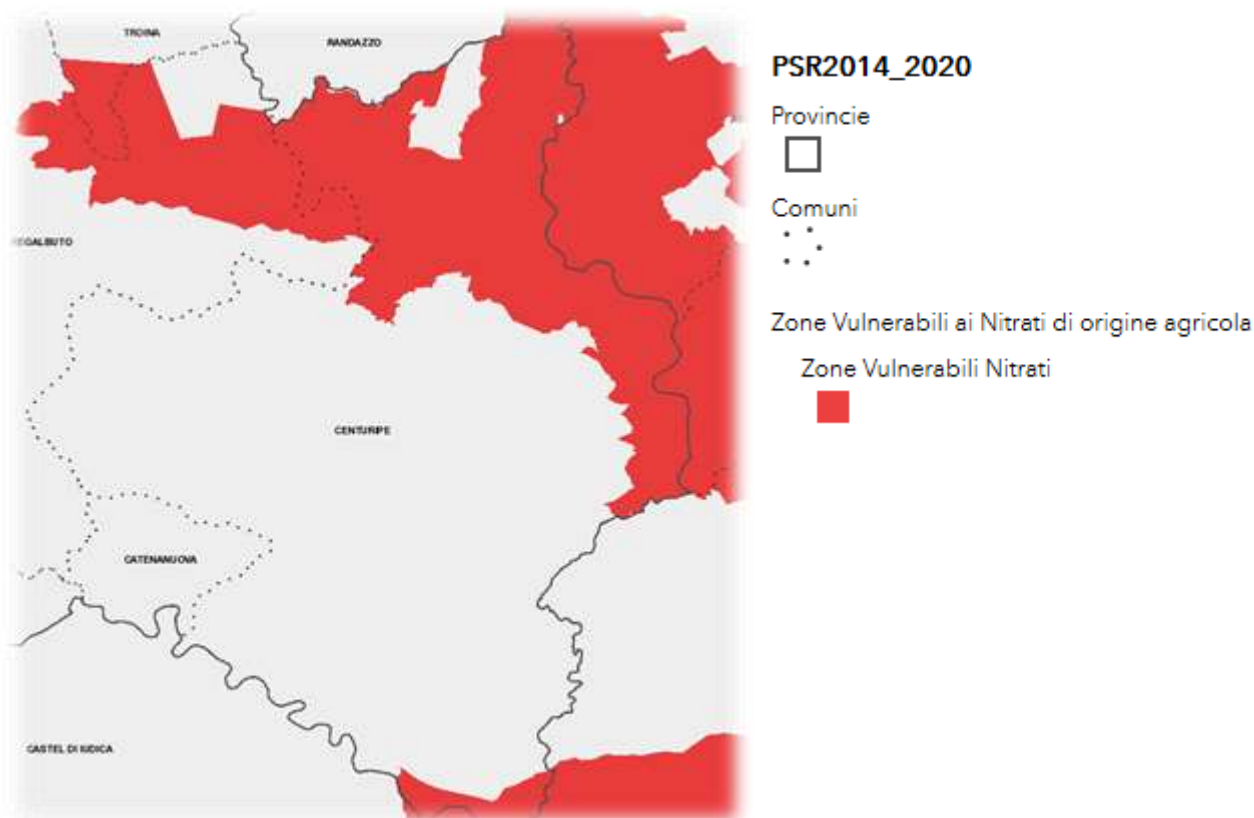 TROINA
RANDAZZO
REGALBUTO
CENTURIPE
CATENANUOVA
CASTEL DI IUDICA
PSR2014_2020
Provincie
Comuni
Zone Vulnerabili ai Nitrati di origine agricola
Zone Vulnerabili Nitrati